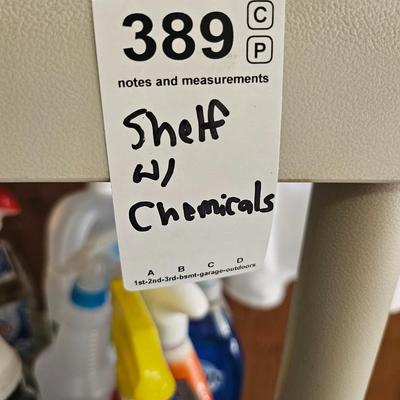 389 C
P
notes and measurements
Shelf
w/
Chemicals
A B C D
1st-2nd-3rd-bsmt-garage-outdoors